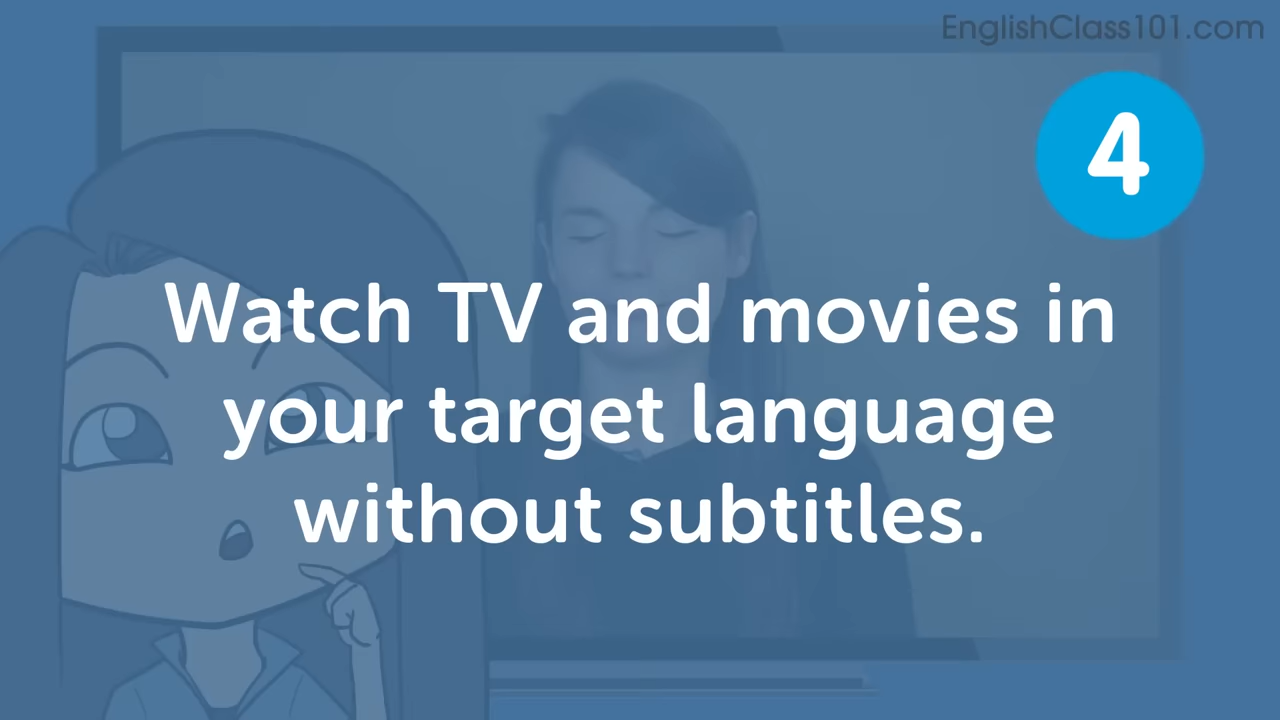 EnglishClass101.com
4
Watch TV and movies in
your target language
without subtitles.